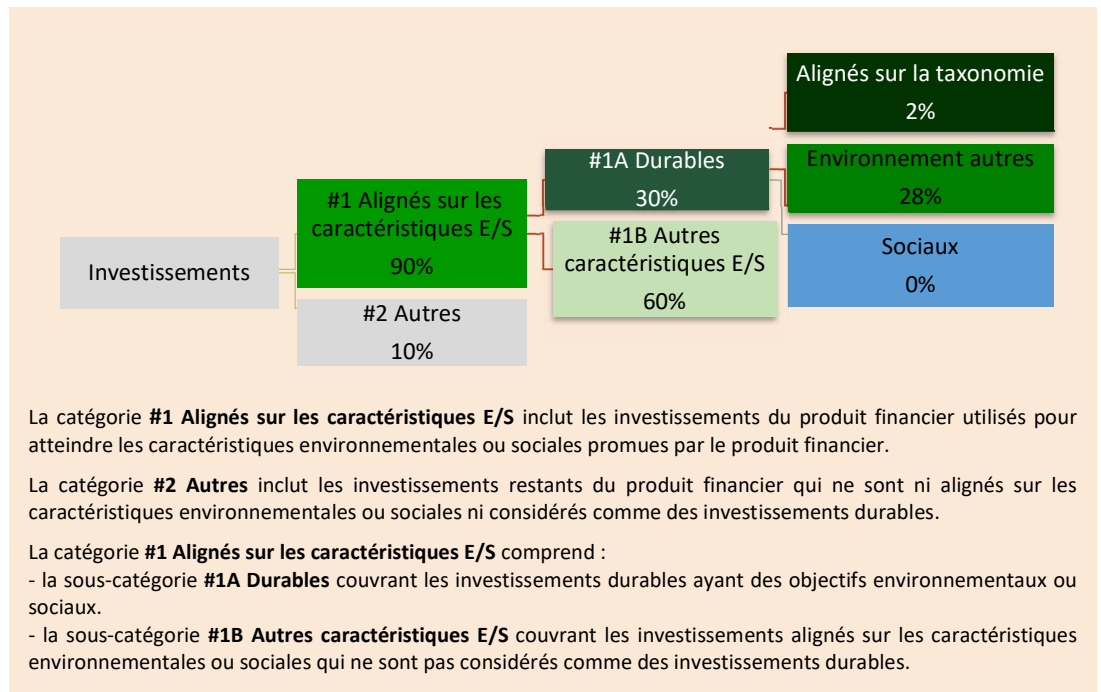 Alignés sur la taxonomie
2%
#1A Durables
30%
Environnement autres
28%
#1 Alignés sur les
caractéristiques E/S
90%
#1B Autres
caractéristiques E/S
60%
Sociaux
0%
Investissements
#2 Autres
10%
La catégorie #1 Alignés sur les caractéristiques E/S inclut les investissements du produit financier utilisés pour
atteindre les caractéristiques environnementales ou sociales promues par le produit financier.
La catégorie #2 Autres inclut les investissements restants du produit financier qui ne sont ni alignés sur les
caractéristiques environnementales ou sociales ni considérés comme des investissements durables.
La catégorie #1 Alignés sur les caractéristiques E/S comprend :
- la sous-catégorie #1A Durables couvrant les investissements durables ayant des objectifs environnementaux ou
sociaux.
- la sous-catégorie #1B Autres caractéristiques E/S couvrant les investissements alignés sur les caractéristiques
environnementales ou sociales qui ne sont pas considérés comme des investissements durables.